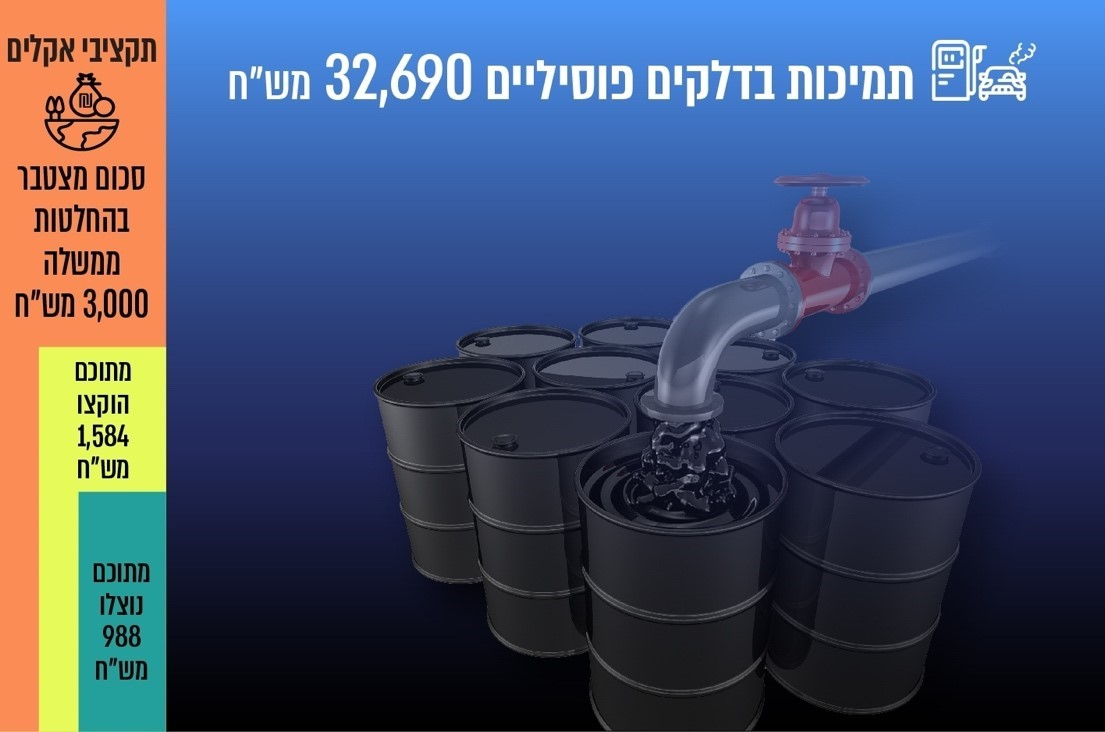 תמיכות בדלקים פוסיליים 32,690 מש"ח
תקציבי אקלים
₪
סכום מצטבר
בהחלטות
ממשלה
3,000 מש"ח
מתוכם
הוקצו
1,584
מש"ח
מתוכם
נוצלו
988
מש"ח